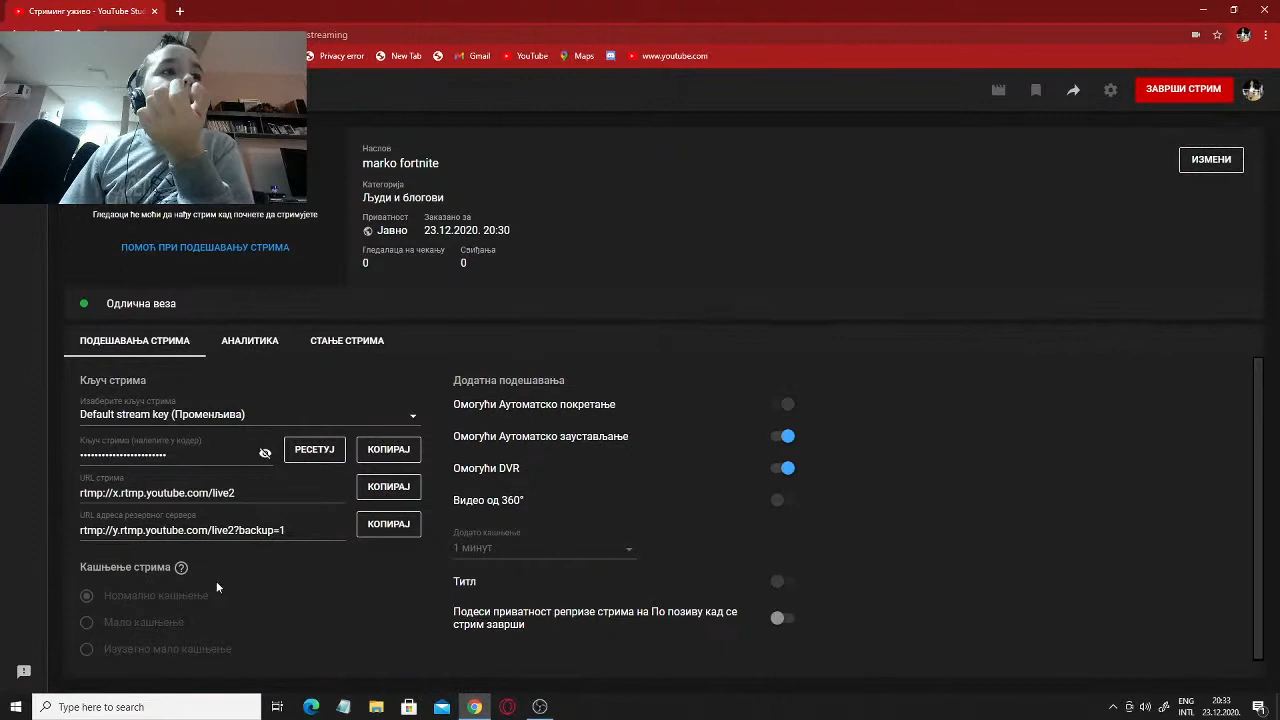 Стриминг уживо - YouTube Stu
streaming
Privacy error
New Tab
Gmail
YouTube
Maps
www.youtube.com
ЗАВРШИ СТРИМ
Наслов
marko fortnite
ИЗМЕНИ
Категорија
Људи и блогови
Приватност Заказано за
Јавно 23.12.2020. 20:30
Гледалаца на чекању Свиђања
0 0
Гледаоци ће моћи да нађу стрим кад почнете да стримујете
ПОМОЋ ПРИ ПОДЕШАВАЊУ СТРИМА
Одлична веза
ПОДЕШАВАЊА СТРИМА АНАЛИТИКА СТАЊЕ СТРИМА
Кључ стрима
Изаберите кључ стрима
Default stream key (Променљива)
Кључ стрима (налепите у кодер)
••••••••••••••••••••••••
РЕСЕТУЈ
КОПИРАЈ
URL стрима
rtmp://x.rtmp.youtube.com/live2
КОПИРАЈ
URL адреса резервног сервера
rtmp://y.rtmp.youtube.com/live2?backup=1
КОПИРАЈ
Кашњење стрима
Нормално кашњење
Мало кашњење
Изузетно мало кашњење
Додатна подешавања
Омогући Аутоматско покретање
Омогући Аутоматско заустављање
Омогући DVR
Видео од 360°
Додато кашњење
1 минут
Титл
Подеси приватност репризе стрима на По позиву кад се
стрим заврши
Type here to search
ENG
INTL
20:33
23.12.2020.